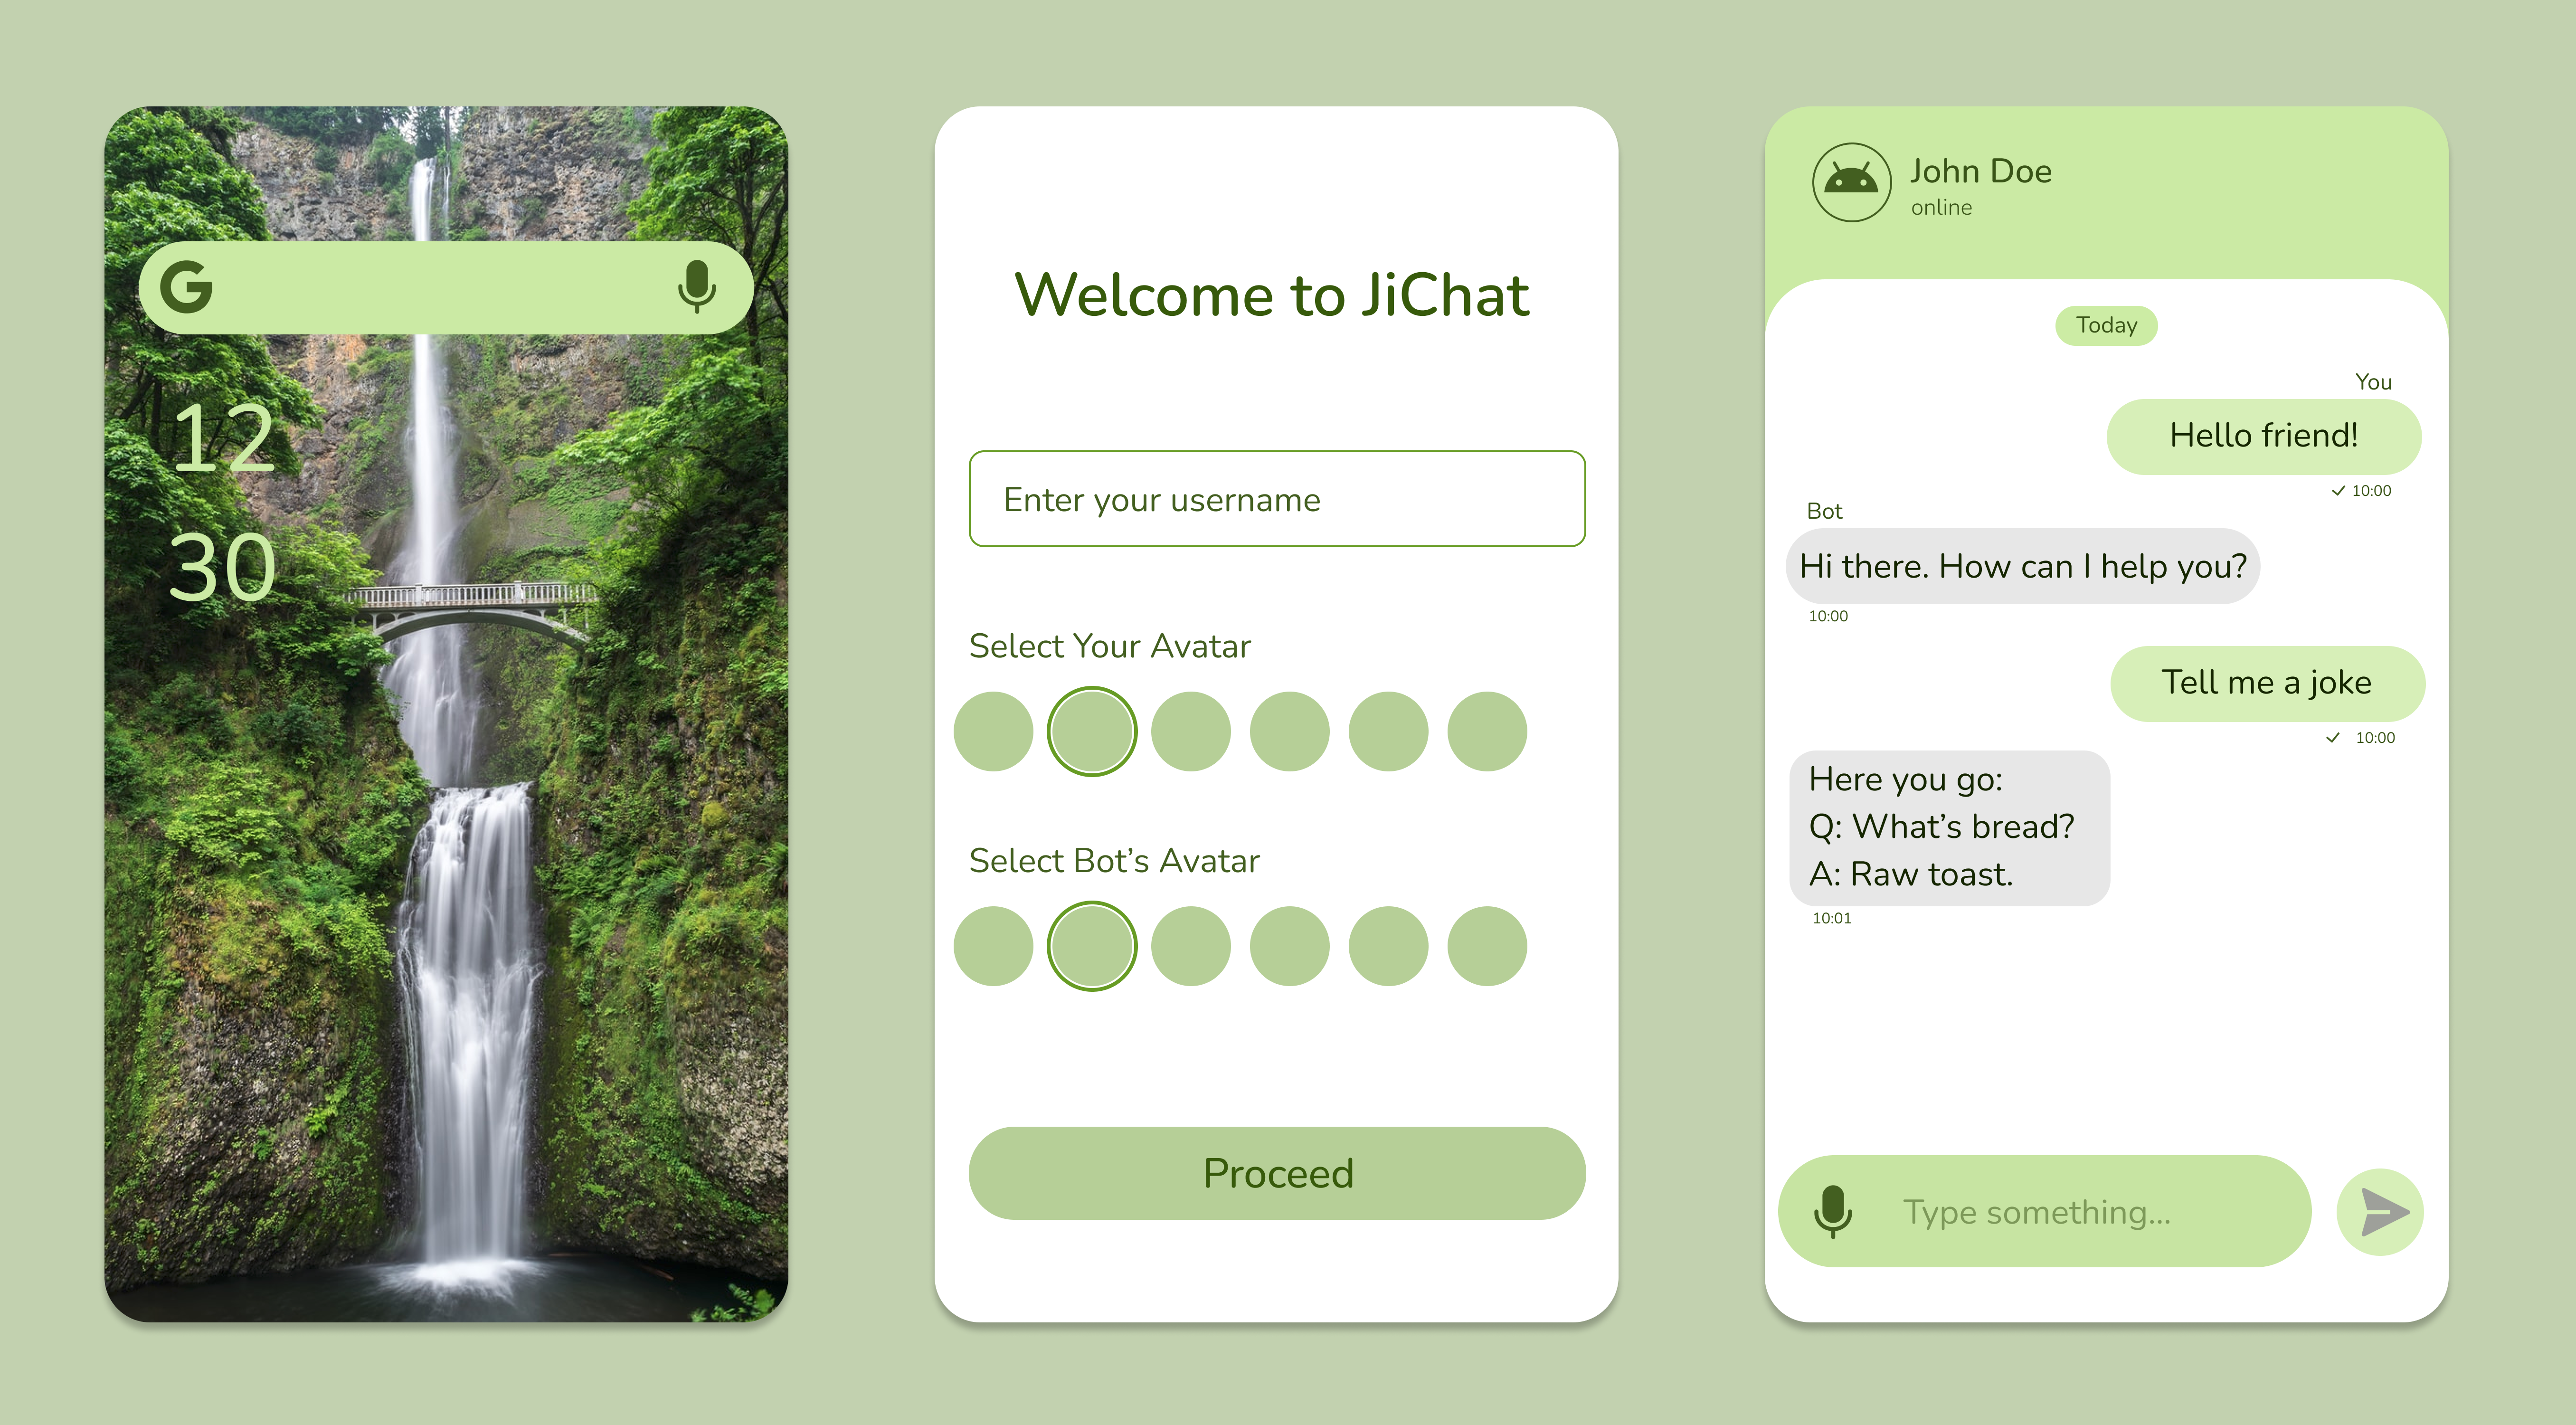 G
12
30
Welcome to JiChat
Enter your username
Select Your Avatar
Select Bot’s Avatar
Proceed
John Doe
online
Today
You
Hello friend!
✓ 10:00
Bot
Hi there. How can I help you?
10:00
Tell me a joke
✓ 10:00
Here you go:
Q: What’s bread?
A: Raw toast.
10:01
Type something...